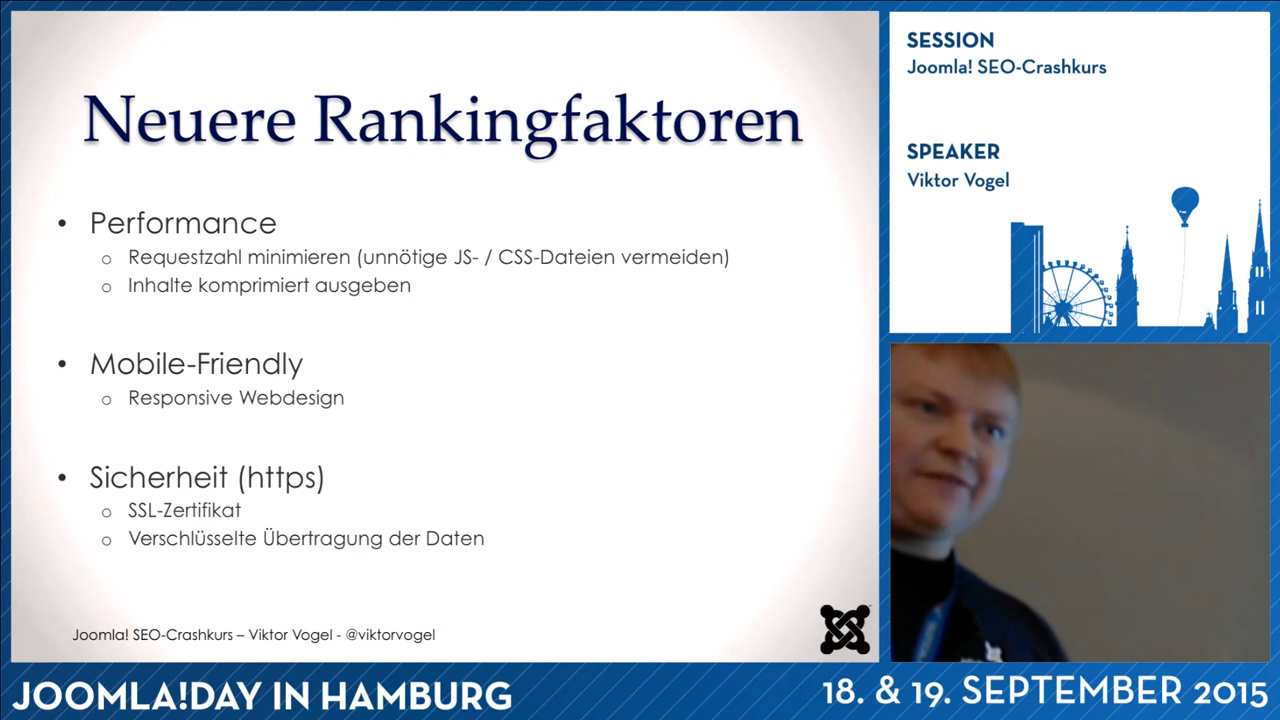 Neuere Rankingfaktoren
• Performance
o Requestzahl minimieren (unnötige JS- / CSS-Dateien vermeiden)
o Inhalte komprimiert ausgeben
• Mobile-Friendly
o Responsive Webdesign
• Sicherheit (https)
o SSL-Zertifikat
o Verschlüsselte Übertragung der Daten
Joomla! SEO-Crashkurs – Viktor Vogel - @viktorvogel
SESSION
Joomla! SEO-Crashkurs
SPEAKER
Viktor Vogel
JOOMLA!DAY IN HAMBURG
18. & 19. SEPTEMBER 2015